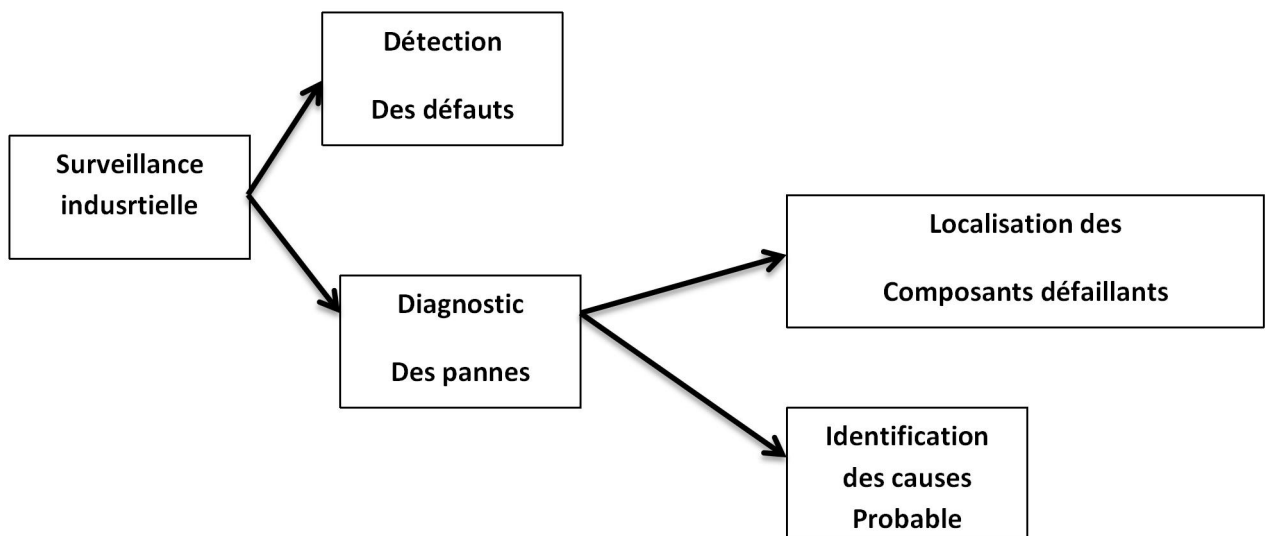 Détection
Des défauts
Surveillance
indusrtielle
Diagnostic
Des pannes
Localisation des
Composants défaillants
Identification
des causes
Probable